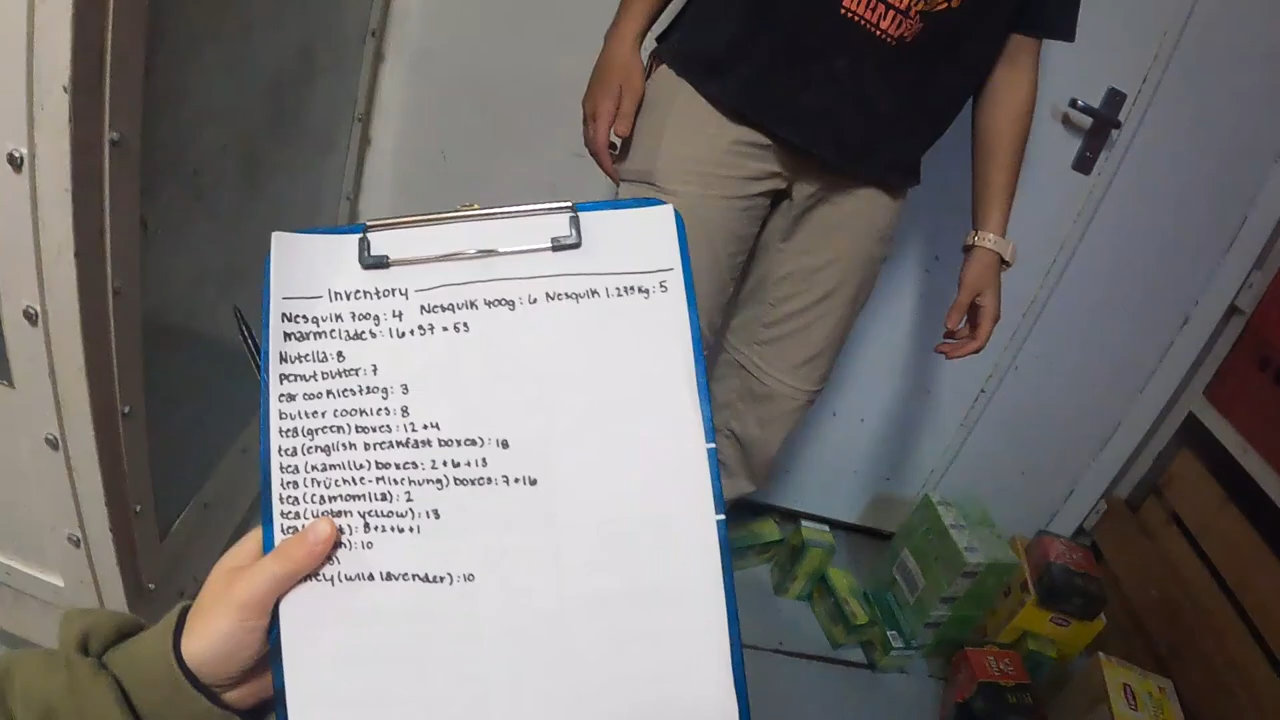 Inventory
Nesquik 700g: 4 Nesquik 400g: 6 Nesquik 1.275kg: 5
marmelades: 16+37=53
Nutella: 8
penut butter: 7
ear cookies720g: 3
butter cookies: 8
tea (green) boxes: 12+4
tea (english breakfast boxes): 18
tea (Kamille) boxes: 2+6+13
tea (Früchte-Mischung) boxes: 7+16
tea (camomila): 2
tea (lipton yellow): 13
8+2+6+1
: 10
(wild lavender): 10